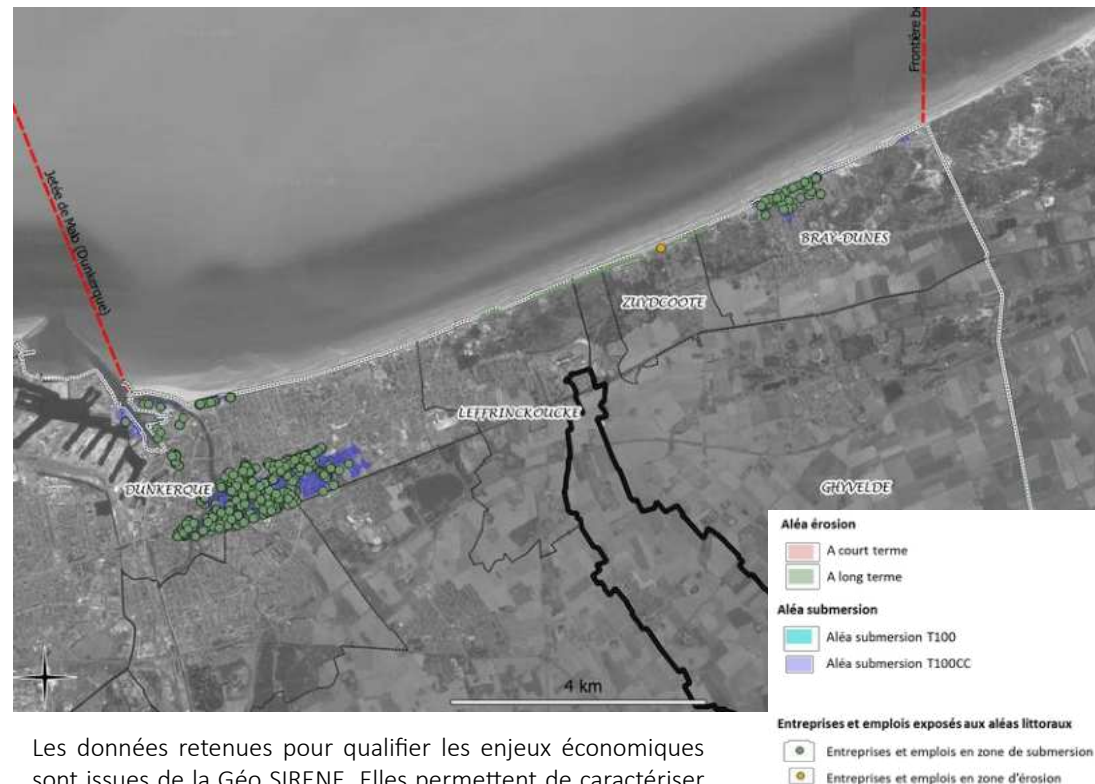 Frontière be
Jetée de Mab (Dunkerque)
BRAY-DUNES
ZUYDCOOTE
LEFFRINCKOUCKE
DUNKERQUE
GHYVELDE
4 km
Aléa érosion
A court terme
A long terme
Aléa submersion
Aléa submersion T100
Aléa submersion T100CC
Entreprises et emplois exposés aux aléas littoraux
Entreprises et emplois en zone de submersion
Entreprises et emplois en zone d'érosion
Les données retenues pour qualifier les enjeux économiques
sont issues de la Géo SIRENE. Elles permettent de caractériser